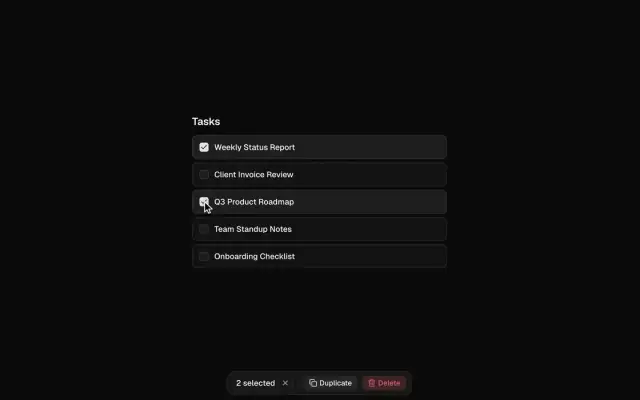 Tasks
Weekly Status Report
Client Invoice Review
Q3 Product Roadmap
Team Standup Notes
Onboarding Checklist
2 selected Duplicate Delete